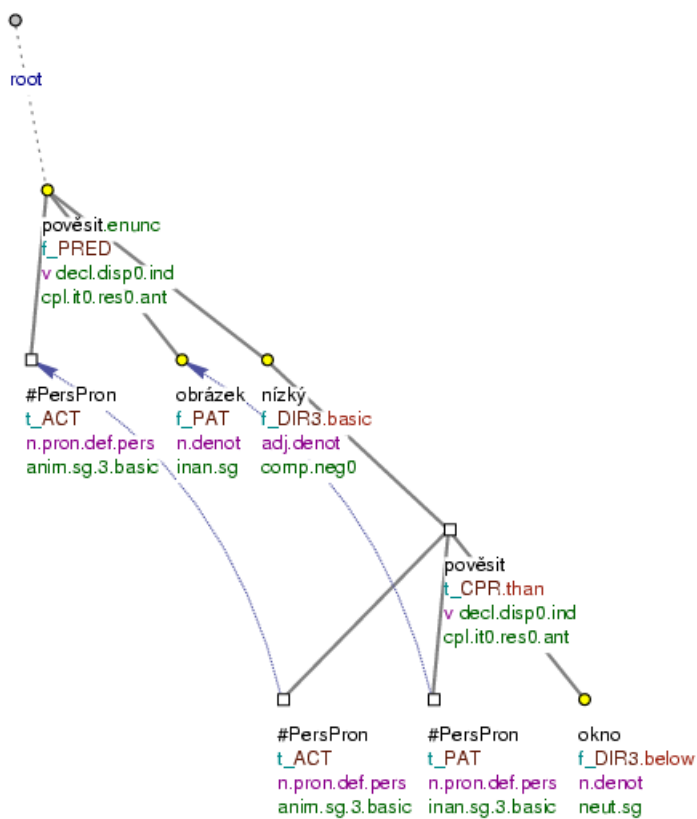 root
pověsit.enunc
f_PRED
v decl.disp0.ind
cpl.it0.res0.ant
#PersPron
t_ACT
n.pron.def.pers
anim.sg.3.basic
obrázek
f_PAT
n.denot
inan.sg
nízký
f_DIR3.basic
adj.denot
comp.neg0
pověsit
t_CPR.than
v decl.disp0.ind
cpl.it0.res0.ant
#PersPron
t_ACT
n.pron.def.pers
anim.sg.3.basic
#PersPron
t_PAT
n.pron.def.pers
inan.sg.3.basic
okno
f_DIR3.below
n.denot
neut.sg